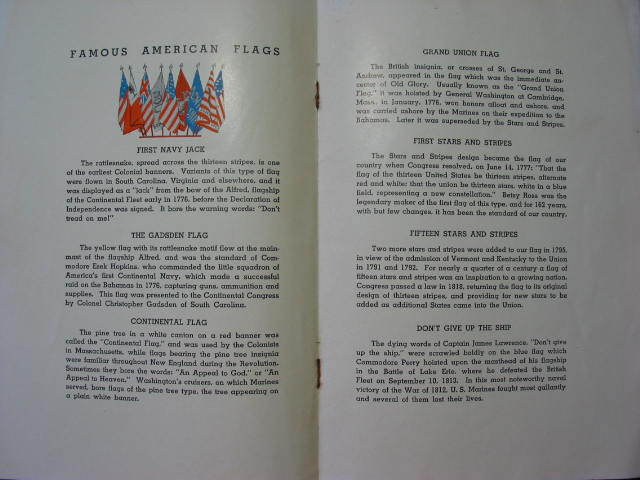 FAMOUS AMERICAN FLAGS
FIRST NAVY JACK
The rattlesnake, spread across the thirteen stripes, is one
of the earliest Colonial banners. Variants of this type of flag
were flown in South Carolina, Virginia and elsewhere, and it
was displayed as a "Jack" from the bow of the Alfred, flagship
of the Continental Fleet early in 1776, before the Declaration of
Independence was signed. It bore the warning words: "Don't
tread on me!"
THE GADSDEN FLAG
The yellow flag with its rattlesnake motif flew at the main-
mast of the flagship Alfred, and was the standard of Com-
modore Esek Hopkins, who commanded the little squadron of
America's first Continental Navy, which made a successful
raid on the Bahamas in 1776, capturing guns, ammunition and
supplies. This flag was presented to the Continental Congress
by Colonel Christopher Gadsden of South Carolina.
CONTINENTAL FLAG
The pine tree in a white canton on a red banner was
called the "Continental Flag," and was used by the Colonists
in Massachusetts, while flags bearing the pine tree insignia
were familiar throughout New England during the Revolution.
Sometimes they bore the words: "An Appeal to God," or "An
Appeal to Heaven." Washington's cruisers, on which Marines
served, bore flags of the pine tree type, the tree appearing on
a plain white banner.
GRAND UNION FLAG
The British insignia, or crosses of St. George and St.
Andrew, appeared in the flag which was the immediate an-
cestor of Old Glory. Usually known as the "Grand Union
Flag," it was hoisted by General Washington at Cambridge,
Mass., in January, 1776, won honors afloat and ashore, and
was carried ashore by the Marines on their expedition to the
Bahamas. Later it was superseded by the Stars and Stripes.
FIRST STARS AND STRIPES
The Stars and Stripes design became the flag of our
country when Congress resolved, on June 14, 1777: "That the
flag of the thirteen United States be thirteen stripes, alternate
red and white; that the union be thirteen stars, white in a blue
field, representing a new constellation." Betsy Ross was the
legendary maker of the first flag of this type, and for 162 years,
with but few changes, it has been the standard of our country.
FIFTEEN STARS AND STRIPES
Two more stars and stripes were added to our flag in 1795,
in view of the admission of Vermont and Kentucky to the Union
in 1791 and 1792. For nearly a quarter of a century a flag of
fifteen stars and stripes was an inspiration to a growing nation.
Congress passed a law in 1818, returning the flag to its original
design of thirteen stripes, and providing for new stars to be
added as additional States came into the Union.
DON'T GIVE UP THE SHIP
The dying words of Captain James Lawrence, "Don't give
up the ship," were scrawled boldly on the blue flag which
Commodore Perry hoisted upon the masthead of his flagship
in the Battle of Lake Erie, where he defeated the British
Fleet on September 10, 1813. In this most noteworthy naval
victory of the War of 1812, U. S. Marines fought most gallantly
and several of them lost their lives.